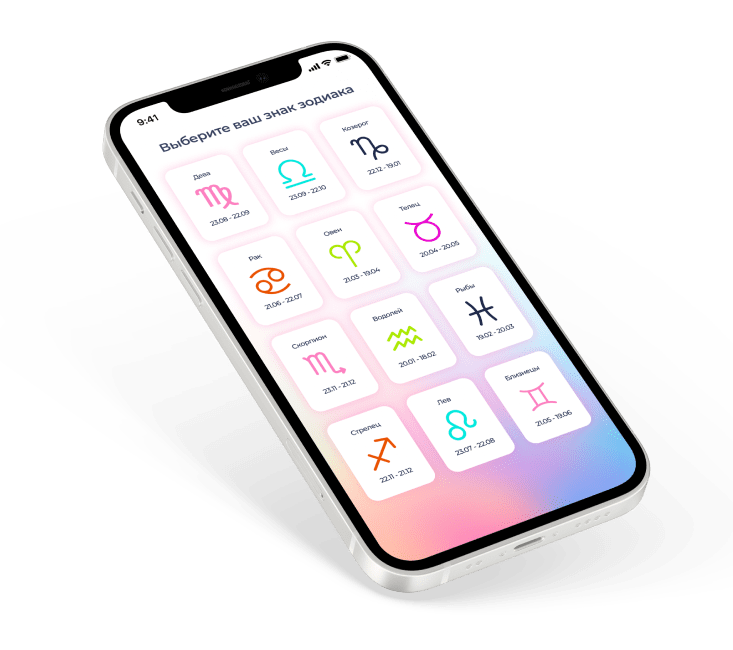 9:41
Выберите ваш знак зодиака
Дева
23.08 - 22.09
Весы
23.09 - 22.10
Козерог
22.12 - 19.01
Рак
21.06 - 22.07
Овен
21.03 - 19.04
Телец
20.04 - 20.05
Скорпион
23.11 - 21.12
Водолей
20.01 - 18.02
Рыбы
19.02 - 20.03
Стрелец
22.11 - 21.12
Лев
23.07 - 22.08
Близнецы
21.05 - 19.06